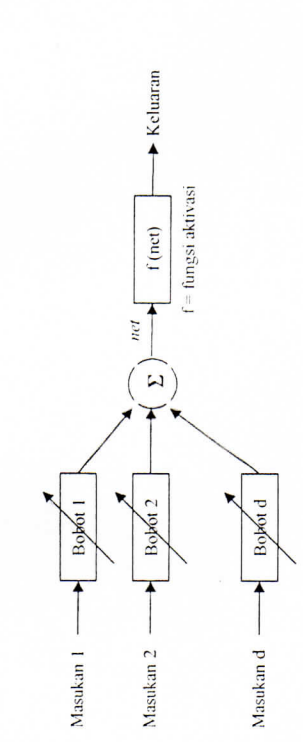 Masukan 1
Bobot 1
Masukan 2
Bobot 2
Masukan d
Bobot d
Σ
net
f (net)
f = fungsi aktivasi
Keluaran